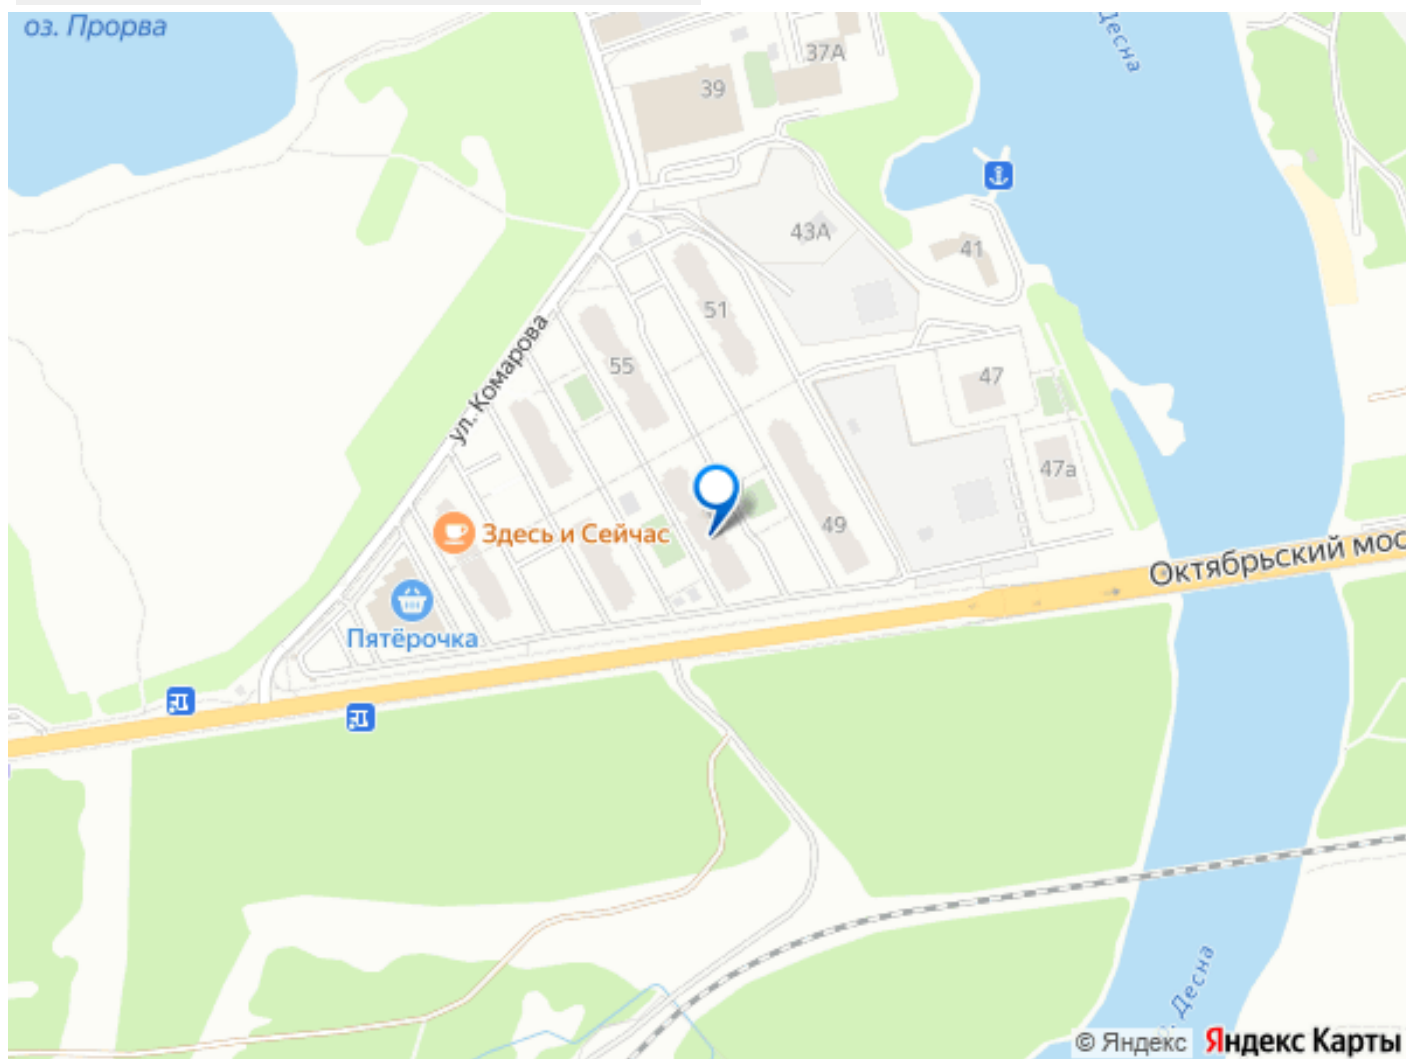 оз. Прорва
Десна
37А
39
43А
41
51
ул. Комарова
55
47
47а
49
Здесь и Сейчас
Октябрьский мос
Пятёрочка
р. Десна
© Яндекс Яндекс Карты